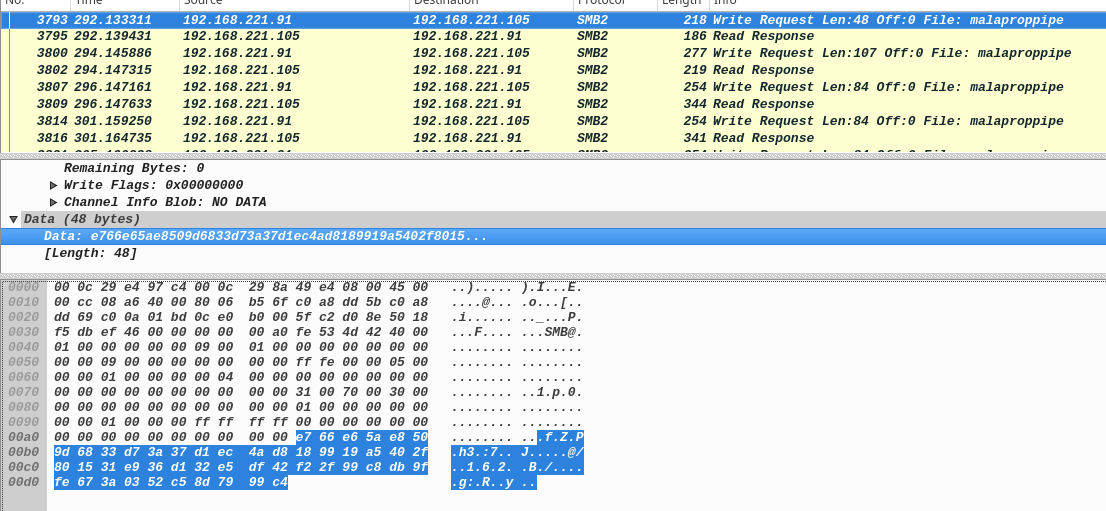 No. Time Source Destination Protocol Length Info
3793 292.133311 192.168.221.91 192.168.221.105 SMB2 218 Write Request Len:48 Off:0 File: malaproppipe
3795 292.139431 192.168.221.105 192.168.221.91 SMB2 186 Read Response
3800 294.145886 192.168.221.91 192.168.221.105 SMB2 277 Write Request Len:107 Off:0 File: malaproppipe
3802 294.147315 192.168.221.105 192.168.221.91 SMB2 219 Read Response
3807 296.147161 192.168.221.91 192.168.221.105 SMB2 254 Write Request Len:84 Off:0 File: malaproppipe
3809 296.147633 192.168.221.105 192.168.221.91 SMB2 344 Read Response
3814 301.159250 192.168.221.91 192.168.221.105 SMB2 254 Write Request Len:84 Off:0 File: malaproppipe
3816 301.164735 192.168.221.105 192.168.221.91 SMB2 341 Read Response
Remaining Bytes: 0
Write Flags: 0x00000000
Channel Info Blob: NO DATA
Data (48 bytes)
Data: e766e65ae8509d6833d73a37d1ec4ad8189919a5402f8015...
[Length: 48]
0000 00 0c 29 e4 97 c4 00 0c 29 8a 49 e4 08 00 45 00 ..)..... ).I...E.
0010 00 cc 08 a6 40 00 80 06 b5 6f c0 a8 dd 5b c0 a8 ....@... .o...[..
0020 dd 69 c0 0a 01 bd 0c e0 b0 00 5f c2 d0 8e 50 18 .i...... .._...P.
0030 f5 db ef 46 00 00 00 00 00 a0 fe 53 4d 42 40 00 ...F.... ...SMB@.
0040 01 00 00 00 00 00 09 00 01 00 00 00 00 00 00 00 ........ ........
0050 00 00 09 00 00 00 00 00 00 00 ff fe 00 00 05 00 ........ ........
0060 00 00 01 00 00 00 00 04 00 00 00 00 00 00 00 00 ........ ........
0070 00 00 00 00 00 00 00 00 00 00 31 00 70 00 30 00 ........ ..1.p.0.
0080 00 00 00 00 00 00 00 00 00 00 01 00 00 00 00 00 ........ ........
0090 00 00 01 00 00 00 ff ff ff ff 00 00 00 00 00 00 ........ ........
00a0 00 00 00 00 00 00 00 00 00 00 e7 66 e6 5a e8 50 ........ ...f.Z.P
00b0 9d 68 33 d7 3a 37 d1 ec 4a d8 18 99 19 a5 40 2f .h3.:7.. J.....@/
00c0 80 15 31 e9 36 d1 32 e5 df 42 f2 2f 99 c8 db 9f ..1.6.2. .B./....
00d0 fe 67 3a 03 52 c5 8d 79 99 c4 .g:.R..y ..